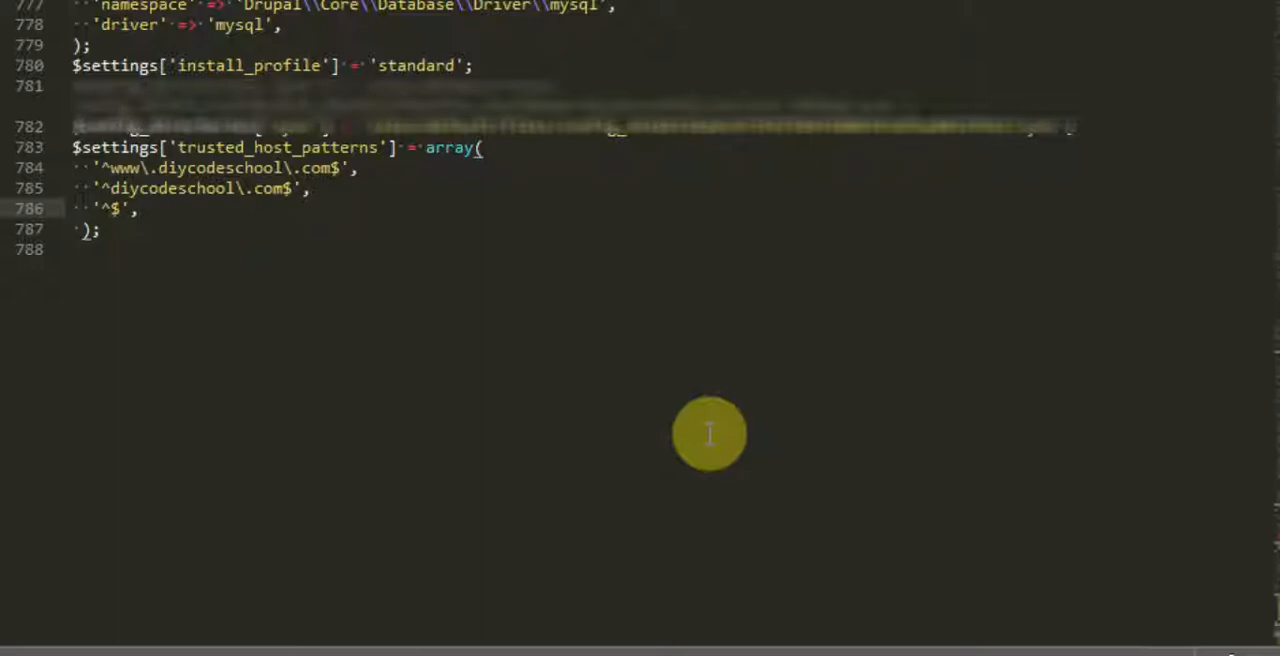 777 'namespace' => 'Drupal\\Core\\Database\\Driver\\mysql',
778 'driver' => 'mysql',
779 );
780 $settings['install_profile'] = 'standard';
781
782
783 $settings['trusted_host_patterns'] = array(
784 '^www\.diycodeschool\.com$',
785 '^diycodeschool\.com$',
786 '^$',
787 );
788